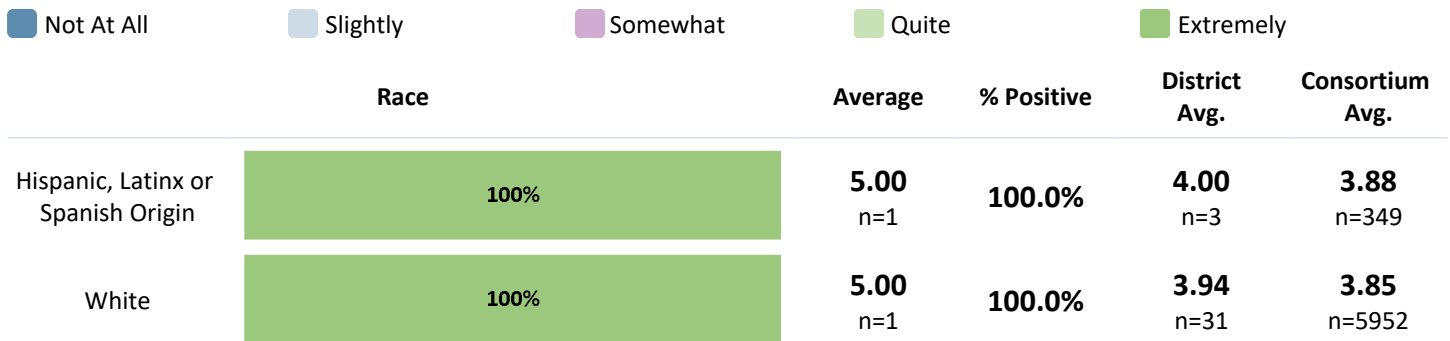 Not At All Slightly Somewhat Quite Extremely
Race Average % Positive District Avg. Consortium Avg.
Hispanic, Latinx or Spanish Origin 100% 5.00 n=1 100.0% 4.00 n=3 3.88 n=349
White 100% 5.00 n=1 100.0% 3.94 n=31 3.85 n=5952